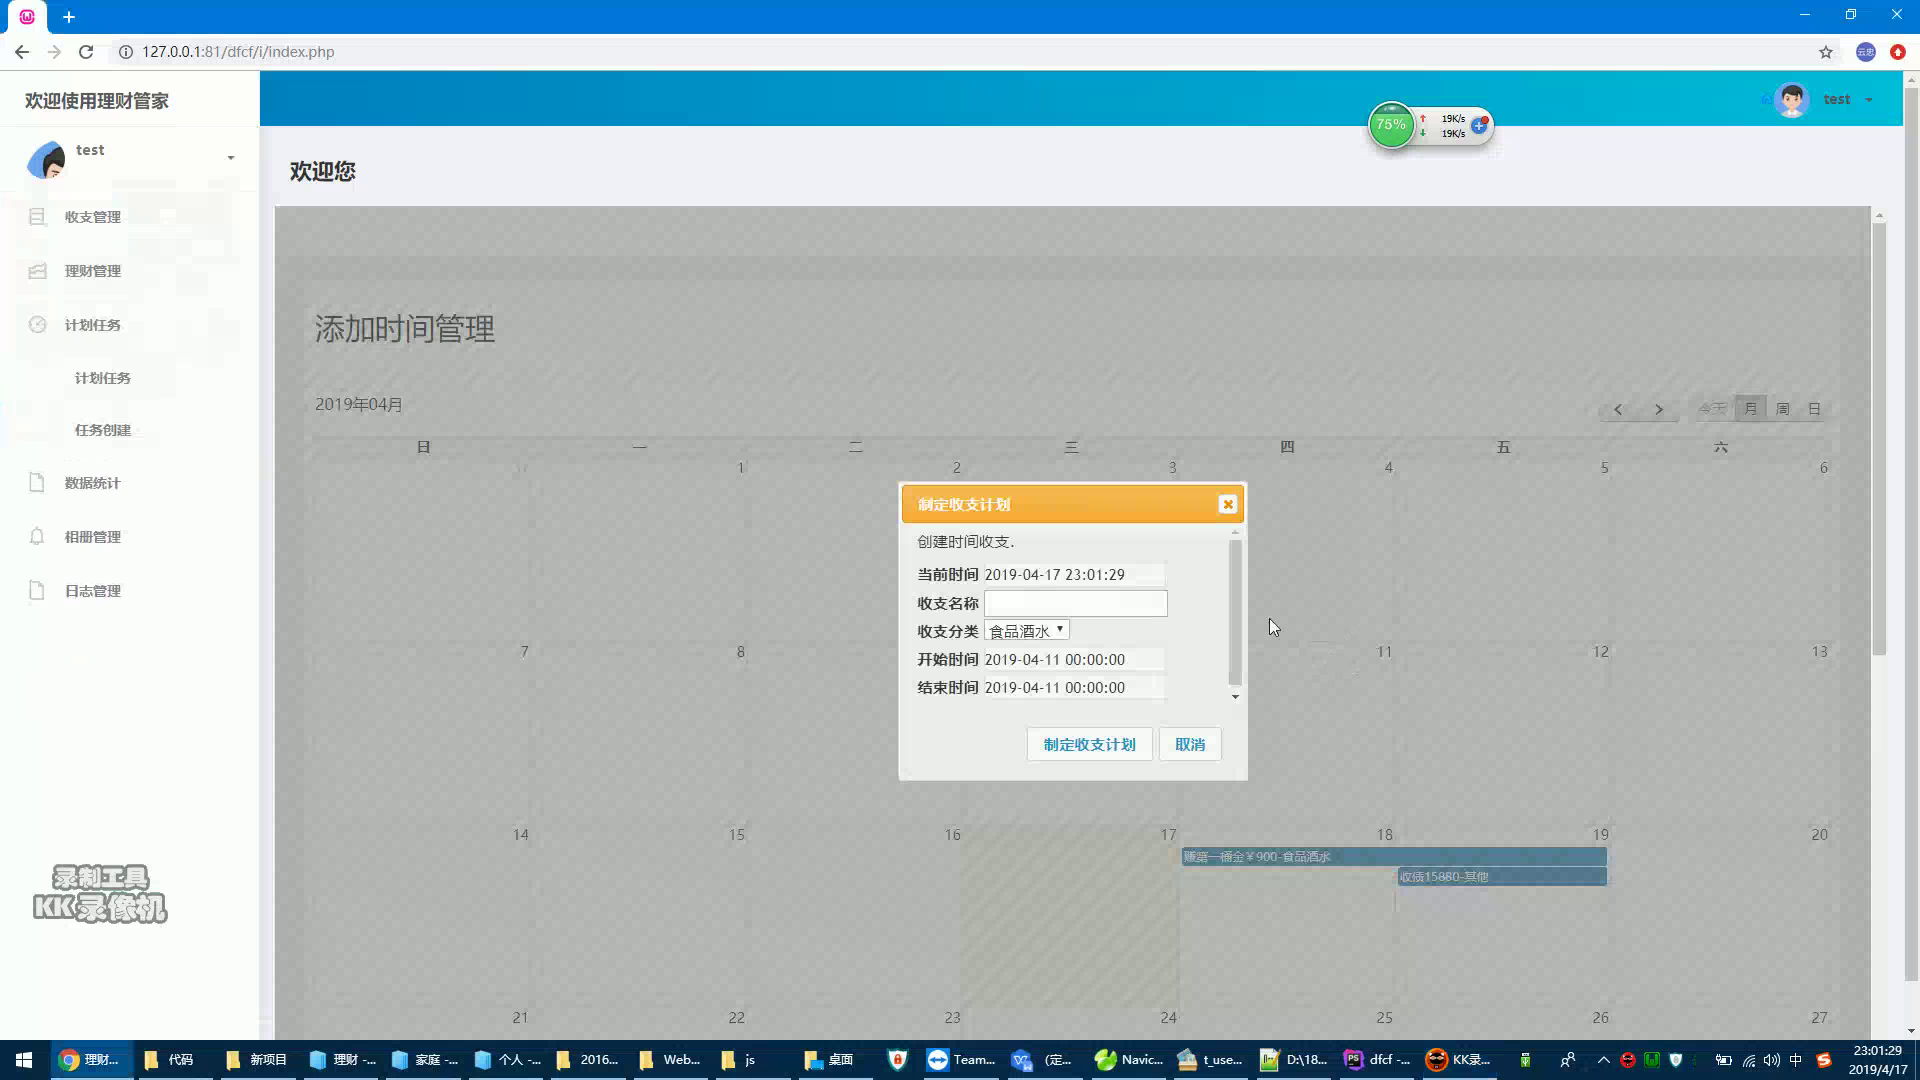 127.0.0.1:81/dfcf/i/index.php
欢迎使用理财管家
test
75%
19K/s
19K/s
test
欢迎您
收支管理
理财管理
计划任务
计划任务
任务创建
数据统计
相册管理
日志管理
添加时间管理
2019年04月
今天 月 周 日
日 一 二 三 四 五 六
1 2 3 4 5 6
7 8 11 12 13
14 15 16 17 18 19 20
赚第一桶金￥900-食品酒水
收债15880-其他
21 22 23 24 25 26 27
制定收支计划
创建时间收支.
当前时间 2019-04-17 23:01:29
收支名称
收支分类 食品酒水
开始时间 2019-04-11 00:00:00
结束时间 2019-04-11 00:00:00
制定收支计划 取消
录制工具
KK录像机
理财... 代码 新项目 理财 -... 家庭 -... 个人 -... 2016... Web... js 桌面 Team... (定... Navic... t_use... D:\18... dfcf -... KK录... 中
23:01:29
2019/4/17